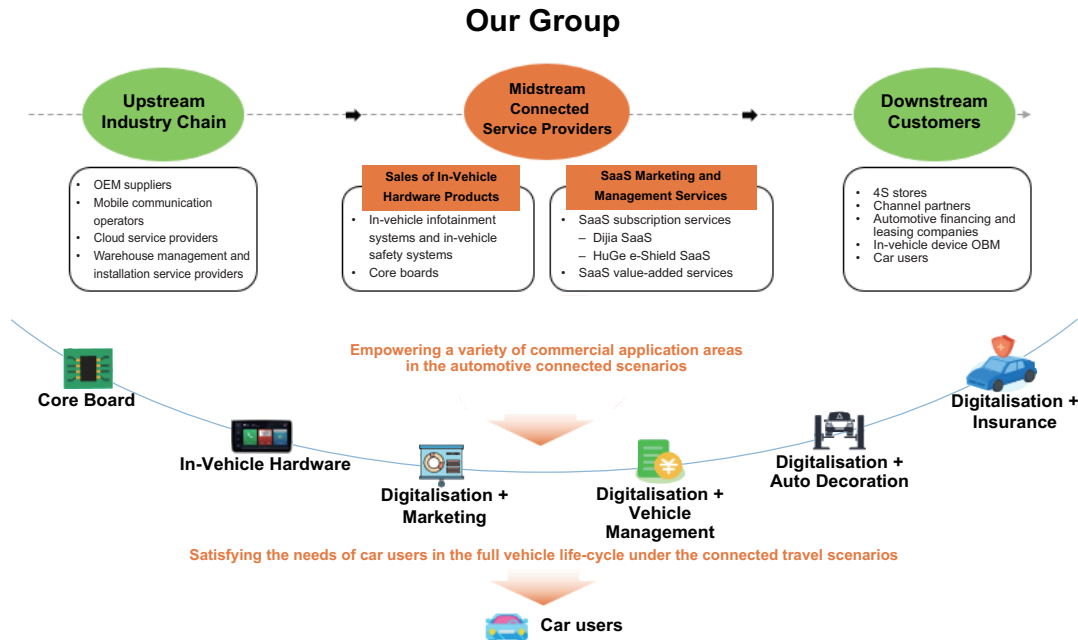 Our Group
Upstream
Industry Chain
Midstream
Connected
Service Providers
Downstream
Customers
• OEM suppliers
• Mobile communication
operators
• Cloud service providers
• Warehouse management and
installation service providers
Sales of In-Vehicle
Hardware Products
• In-vehicle infotainment
systems and in-vehicle
safety systems
• Core boards
SaaS Marketing and
Management Services
• SaaS subscription services
– Dijia SaaS
– HuGe e-Shield SaaS
• SaaS value-added services
• 4S stores
• Channel partners
• Automotive financing and
leasing companies
• In-vehicle device OBM
• Car users
Empowering a variety of commercial application areas
in the automotive connected scenarios
Core Board
In-Vehicle Hardware
Digitalisation +
Marketing
Digitalisation +
Vehicle
Management
Digitalisation +
Auto Decoration
Digitalisation +
Insurance
Satisfying the needs of car users in the full vehicle life-cycle under the connected travel scenarios
Car users